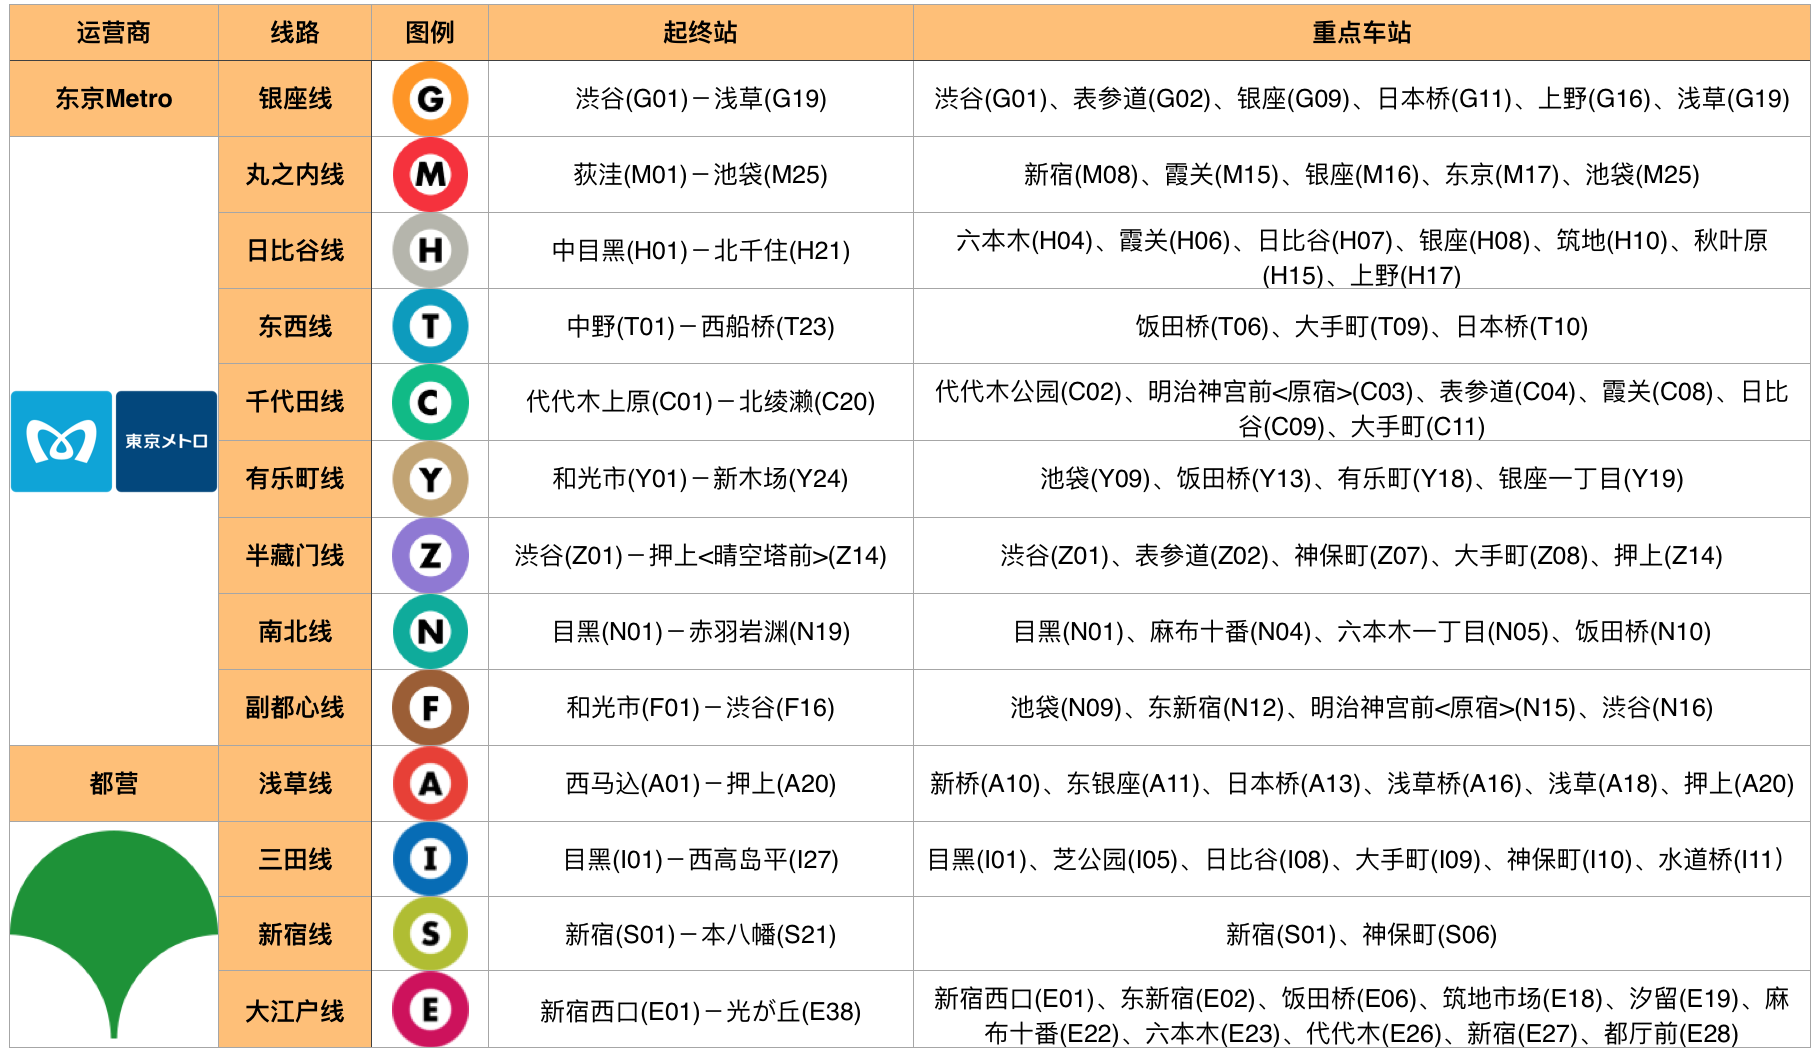 运营商 线路 图例 起终站 重点车站
东京Metro 银座线 G 渋谷(G01)－浅草(G19) 渋谷(G01)、表参道(G02)、银座(G09)、日本桥(G11)、上野(G16)、浅草(G19)
丸之内线 M 荻洼(M01)－池袋(M25) 新宿(M08)、霞关(M15)、银座(M16)、东京(M17)、池袋(M25)
日比谷线 H 中目黑(H01)－北千住(H21) 六本木(H04)、霞关(H06)、日比谷(H07)、银座(H08)、筑地(H10)、秋叶原
(H15)、上野(H17)
东西线 T 中野(T01)－西船桥(T23) 饭田桥(T06)、大手町(T09)、日本桥(T10)
千代田线 C 代代木上原(C01)－北绫濑(C20) 代代木公园(C02)、明治神宫前<原宿>(C03)、表参道(C04)、霞关(C08)、日比
谷(C09)、大手町(C11)
東京メトロ
有乐町线 Y 和光市(Y01)－新木场(Y24) 池袋(Y09)、饭田桥(Y13)、有乐町(Y18)、银座一丁目(Y19)
半藏门线 Z 渋谷(Z01)－押上<晴空塔前>(Z14) 渋谷(Z01)、表参道(Z02)、神保町(Z07)、大手町(Z08)、押上(Z14)
南北线 N 目黑(N01)－赤羽岩渊(N19) 目黑(N01)、麻布十番(N04)、六本木一丁目(N05)、饭田桥(N10)
副都心线 F 和光市(F01)－渋谷(F16) 池袋(N09)、东新宿(N12)、明治神宫前<原宿>(N15)、渋谷(N16)
都营 浅草线 A 西马込(A01)－押上(A20) 新桥(A10)、东银座(A11)、日本桥(A13)、浅草桥(A16)、浅草(A18)、押上(A20)
三田线 I 目黑(I01)－西高岛平(I27) 目黑(I01)、芝公园(I05)、日比谷(I08)、大手町(I09)、神保町(I10)、水道桥(I11）
新宿线 S 新宿(S01)－本八幡(S21) 新宿(S01)、神保町(S06)
大江户线 E 新宿西口(E01)－光が丘(E38) 新宿西口(E01)、东新宿(E02)、饭田桥(E06)、筑地市场(E18)、汐留(E19)、麻
布十番(E22)、六本木(E23)、代代木(E26)、新宿(E27)、都厅前(E28)